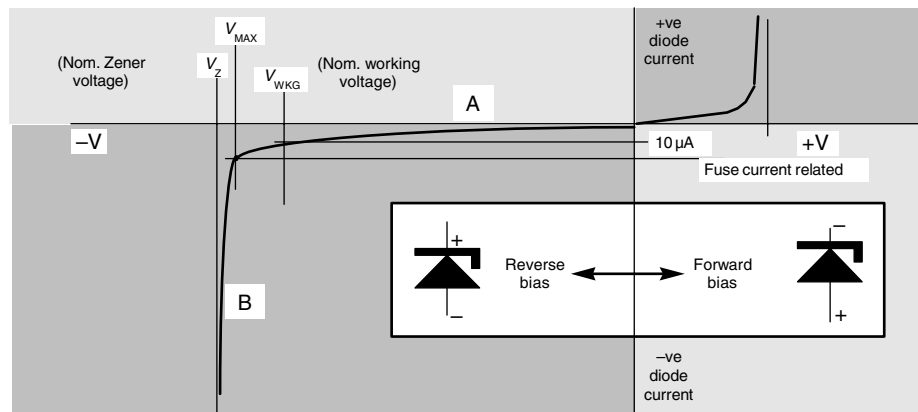 V_MAX
+ve
diode
current
(Nom. Zener
voltage)
V_Z
V_WKG
(Nom. working
voltage)
A
–V
10 µA
+V
Fuse current related
+
Reverse
bias
–
–
Forward
bias
+
B
–ve
diode
current